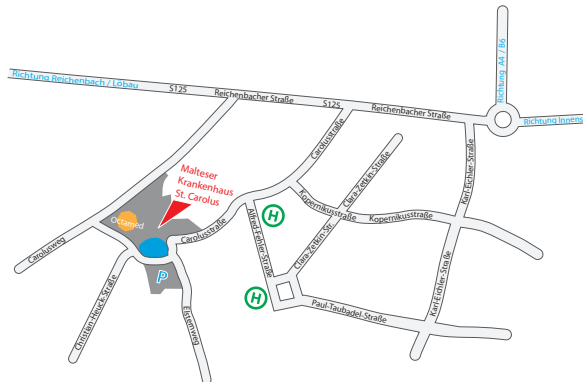 Richtung A4 / B6
Richtung Reichenbach / Löbau
S125
Reichenbacher Straße
S125
Reichenbacher Straße
Richtung Innens
Carolusstraße
Clara-Zetkin-Straße
Karl-Eichler-Straße
Malteser
Krankenhaus
St. Carolus
Octamed
Kopernikusstraße
Kopernikusstraße
H
Carolusstraße
Alfred-Fehler-Straße
Clara-Zetkin-Str.
Carolusweg
P
H
Paul-Taubadel-Straße
Karl-Eichler-Straße
Christian-Heuck-Straße
Elsternweg